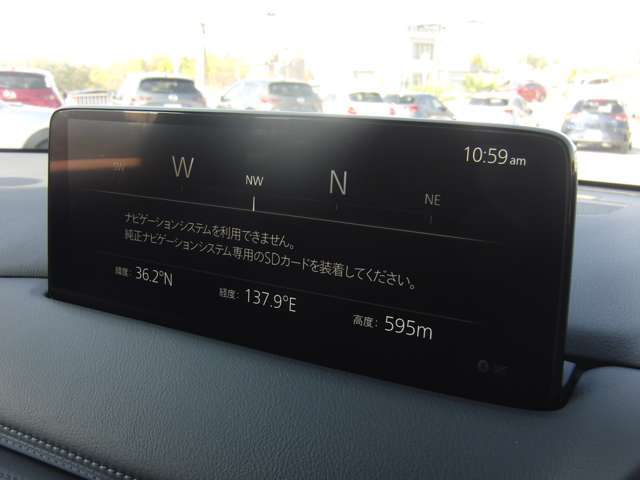 10:59 am
SW W NW N NE
ナビゲーションシステムを利用できません。
純正ナビゲーションシステム専用のSDカードを装着してください。
緯度: 36.2°N 経度: 137.9°E 高度: 595m